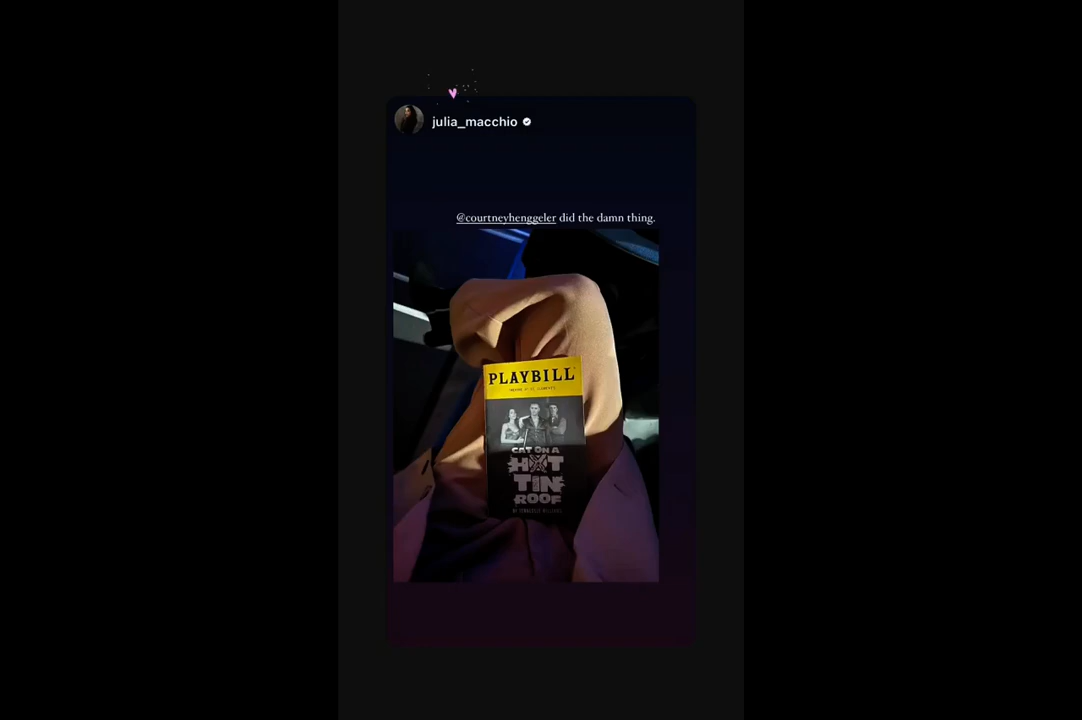 julia_macchio
@courtneyhenggeler did the damn thing.
PLAYBILL
CAT ON A
HOT
TIN
ROOF